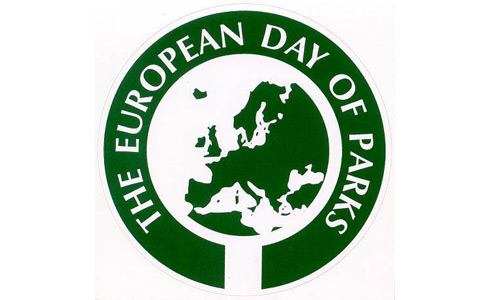 THE EUROPEAN DAY OF PARKS